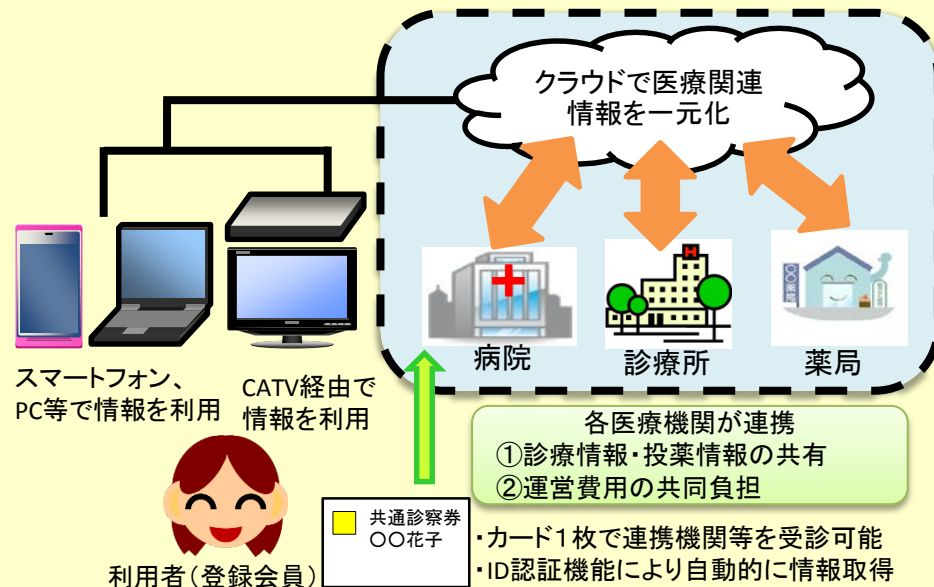 クラウドで医療関連
情報を一元化
病院
診療所
薬局
スマートフォン、
PC等で情報を利用
CATV経由で
情報を利用
各医療機関が連携
①診療情報・投薬情報の共有
②運営費用の共同負担
共通診察券
〇〇花子
・カード１枚で連携機関等を受診可能
・ID認証機能により自動的に情報取得
利用者（登録会員）
〇〇薬局